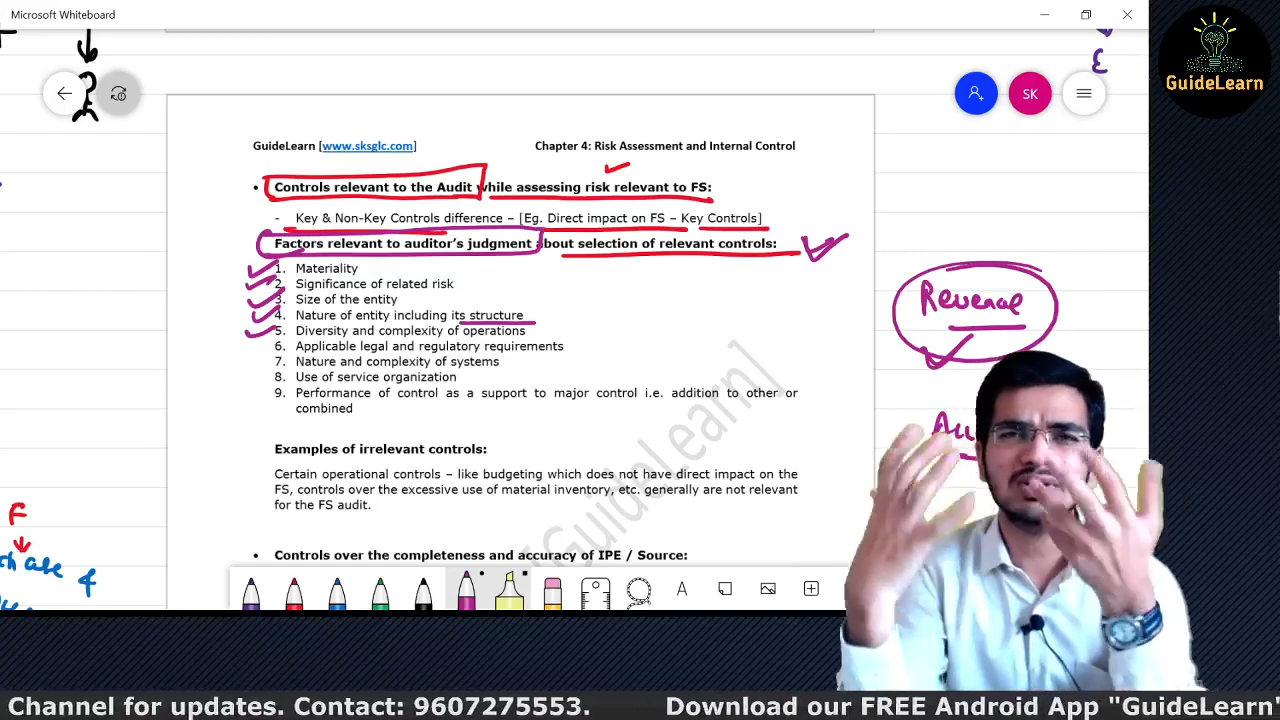 Microsoft Whiteboard
GuideLearn
SK
GuideLearn [www.sksglc.com] Chapter 4: Risk Assessment and Internal Control
• Controls relevant to the Audit while assessing risk relevant to FS:
- Key & Non-Key Controls difference – [Eg. Direct impact on FS – Key Controls]
Factors relevant to auditor's judgment about selection of relevant controls:
1. Materiality
2. Significance of related risk
3. Size of the entity
4. Nature of entity including its structure
5. Diversity and complexity of operations
6. Applicable legal and regulatory requirements
7. Nature and complexity of systems
8. Use of service organization
9. Performance of control as a support to major control i.e. addition to other or
combined
Revenue
Examples of irrelevant controls:
Certain operational controls – like budgeting which does not have direct impact on the
FS, controls over the excessive use of material inventory, etc. generally are not relevant
for the FS audit.
• Controls over the completeness and accuracy of IPE / Source:
[GuideLearn]
Channel for updates. Contact: 9607275553. Download our FREE Android App "GuideLearn"